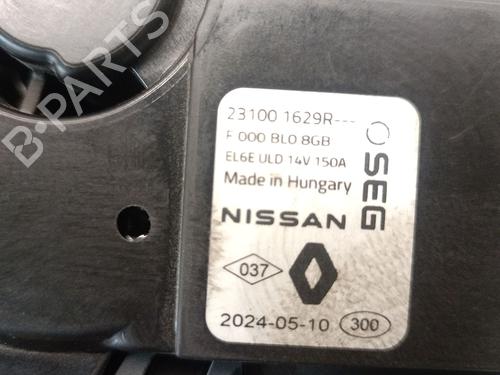 B-PARTS
23100 1629R---
F 000 BL0 8GB
EL6E ULD 14V 150A
Made in Hungary
NISSAN
SEG
037
2024-05-10 300